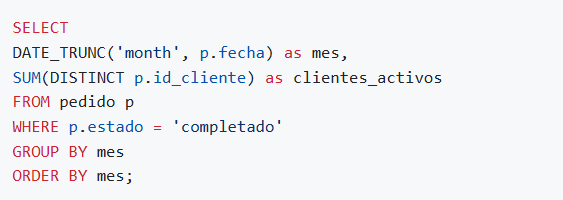 SELECT
DATE_TRUNC('month', p.fecha) as mes,
SUM(DISTINCT p.id_cliente) as clientes_activos
FROM pedido p
WHERE p.estado = 'completado'
GROUP BY mes
ORDER BY mes;